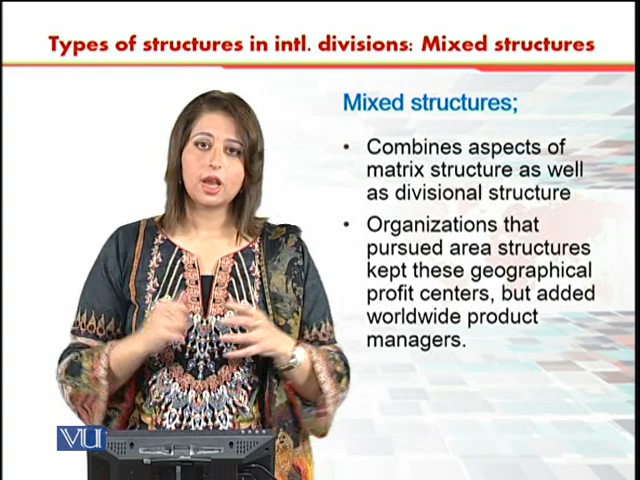 Types of structures in intl. divisions: Mixed structures
Mixed structures;
• Combines aspects of
matrix structure as well
as divisional structure
• Organizations that
pursued area structures
kept these geographical
profit centers, but added
worldwide product
managers.
VU